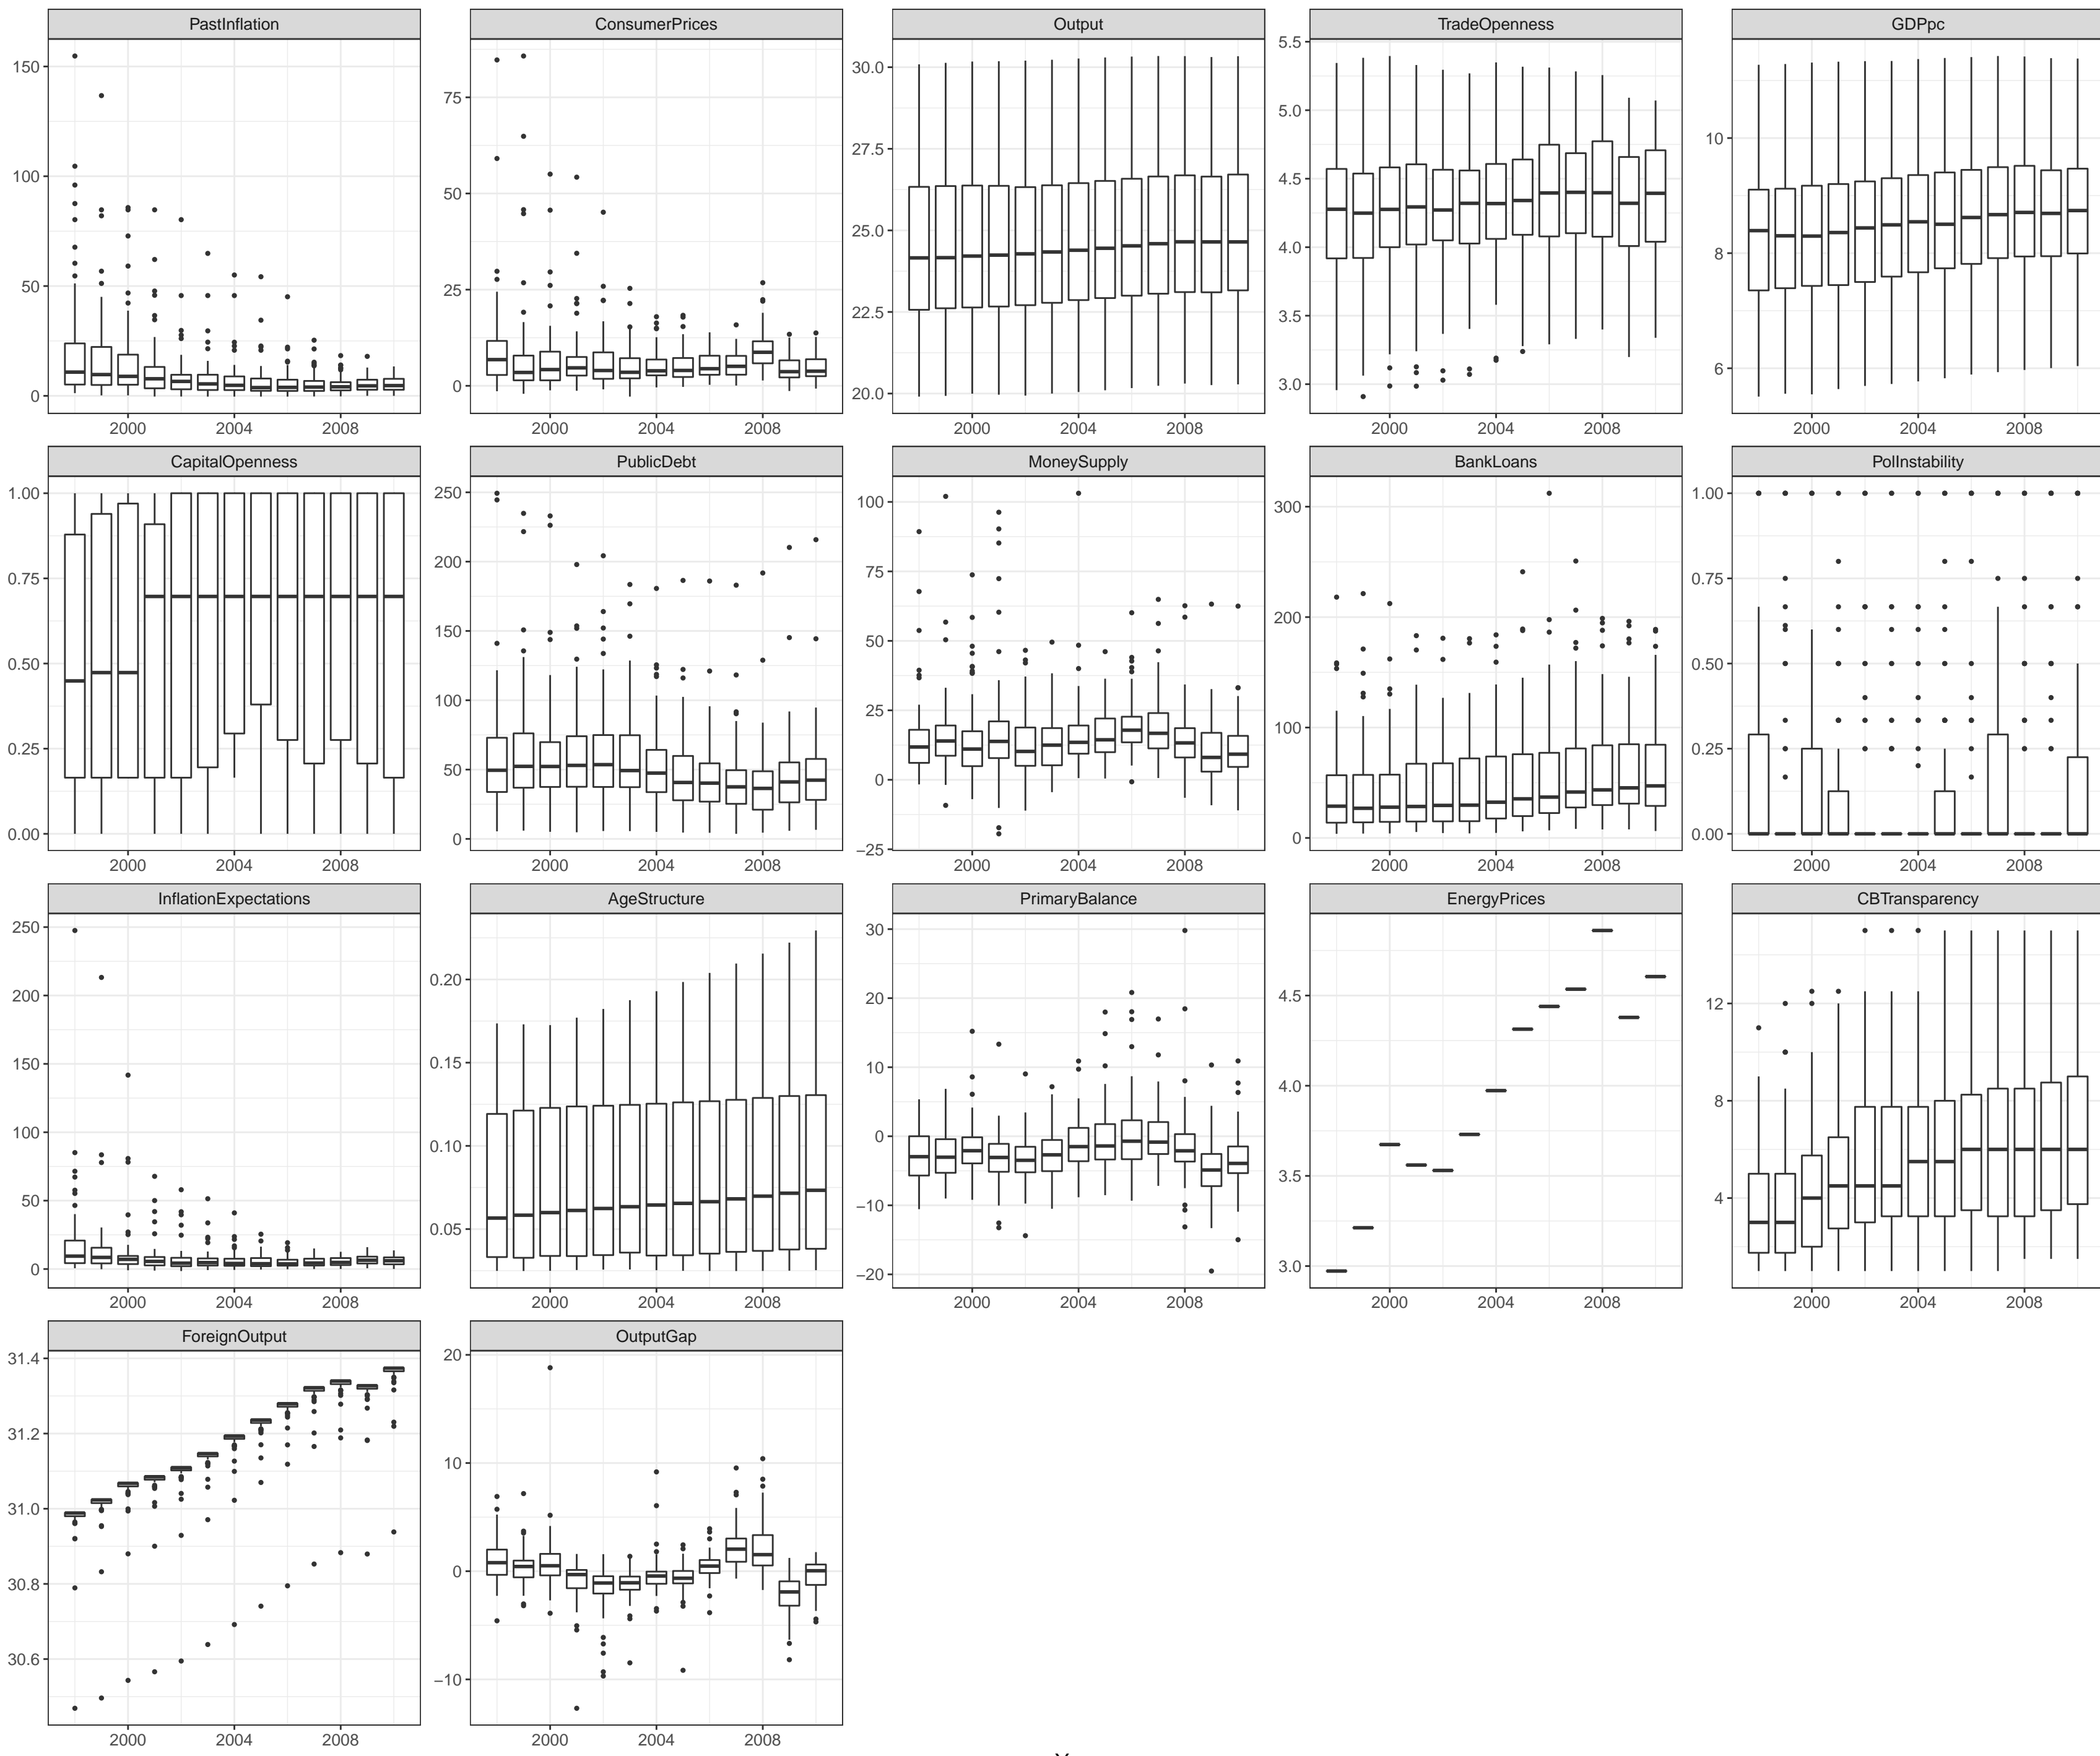 PastInflation
ConsumerPrices
Output
TradeOpenness
GDPpc
150
100
50
0
75
50
25
0
30.0
27.5
25.0
22.5
20.0
5.5
5.0
4.5
4.0
3.5
3.0
10
8
6
2000 2004 2008
2000 2004 2008
2000 2004 2008
2000 2004 2008
2000 2004 2008
CapitalOpenness
PublicDebt
MoneySupply
BankLoans
PolInstability
1.00
0.75
0.50
0.25
0.00
250
200
150
100
50
0
100
75
50
25
0
−25
300
200
100
0
1.00
0.75
0.50
0.25
0.00
2000 2004 2008
2000 2004 2008
2000 2004 2008
2000 2004 2008
2000 2004 2008
InflationExpectations
AgeStructure
PrimaryBalance
EnergyPrices
CBTransparency
250
200
150
100
50
0
0.20
0.15
0.10
0.05
30
20
10
0
−10
−20
4.5
4.0
3.5
3.0
12
8
4
2000 2004 2008
2000 2004 2008
2000 2004 2008
2000 2004 2008
2000 2004 2008
ForeignOutput
OutputGap
31.4
31.2
31.0
30.8
30.6
20
10
0
−10
2000 2004 2008
2000 2004 2008